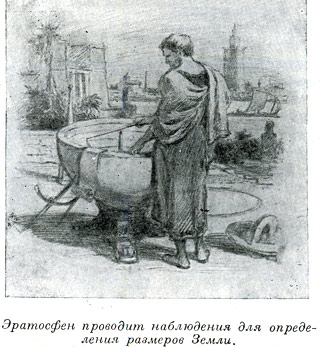 Эратосфен проводит наблюдения для опреде-
ления размеров Земли.